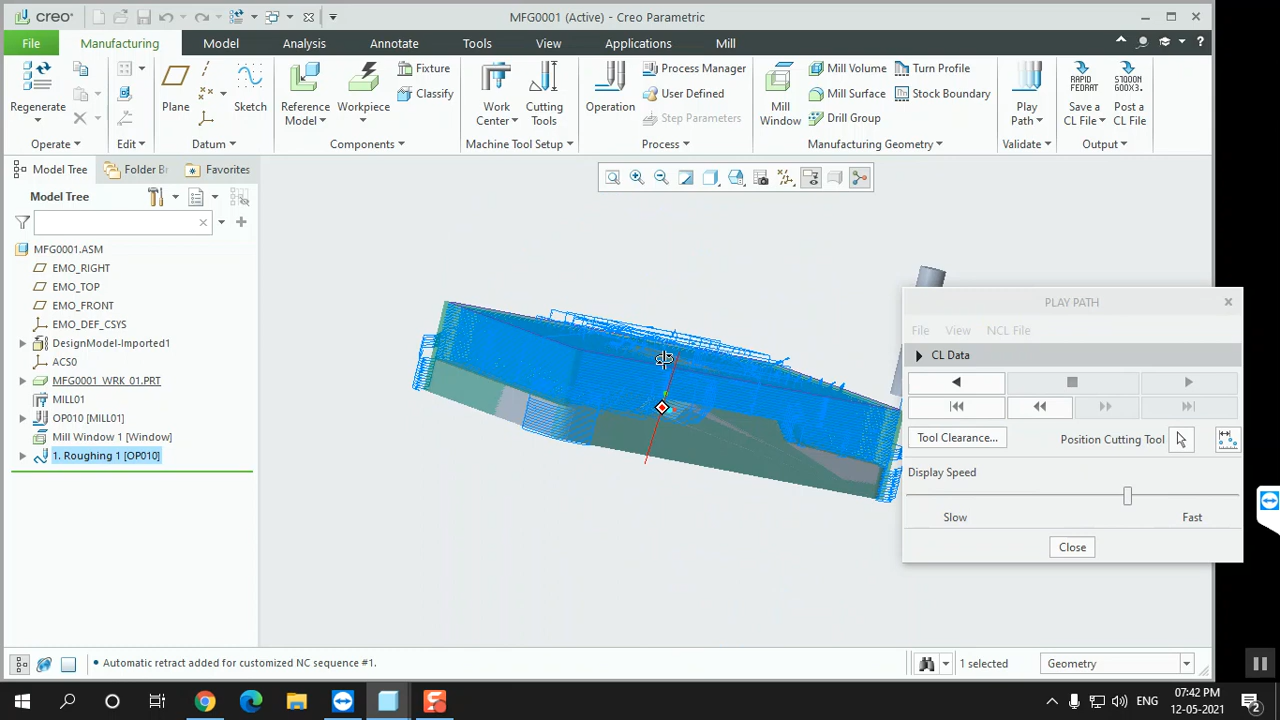 creo
MFG0001 (Active) - Creo Parametric
File
Manufacturing
Model
Analysis
Annotate
Tools
View
Applications
Mill
Regenerate
Operate
Edit
Plane
Sketch
Datum
Reference
Model
Workpiece
Fixture
Classify
Components
Work
Center
Cutting
Tools
Machine Tool Setup
Operation
Process Manager
User Defined
Step Parameters
Process
Mill
Window
Mill Volume
Mill Surface
Drill Group
Turn Profile
Stock Boundary
Manufacturing Geometry
Play
Path
Validate
RAPID
FEDRAT
Save a
CL File
S1000M
G00X3.
Post a
CL File
Output
Model Tree
Folder B
Favorites
Model Tree
MFG0001.ASM
EMO_RIGHT
EMO_TOP
EMO_FRONT
EMO_DEF_CSYS
DesignModel-Imported1
ACS0
MFG0001_WRK_01.PRT
MILL01
OP010 [MILL01]
Mill Window 1 [Window]
1. Roughing 1 [OP010]
PLAY PATH
File
View
NCL File
CL Data
Tool Clearance...
Position Cutting Tool
Display Speed
Slow
Fast
Close
• Automatic retract added for customized NC sequence #1.
1 selected
Geometry
ENG
07:42 PM
12-05-2021
2